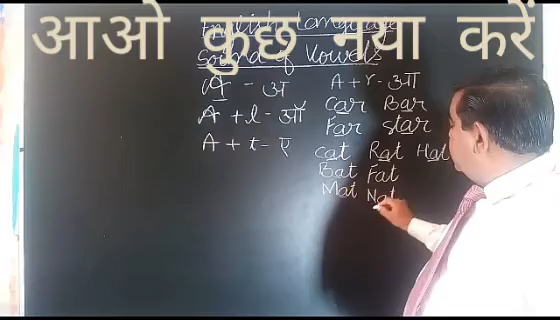 आओ कुछ नया करें
English Language
Sound of Vowels
A - अ
A + l - ऑ
A + t - ए
A + r - आ
Car Bar
Far star
cat Rat Hat
Bat Fat
Mat Nat